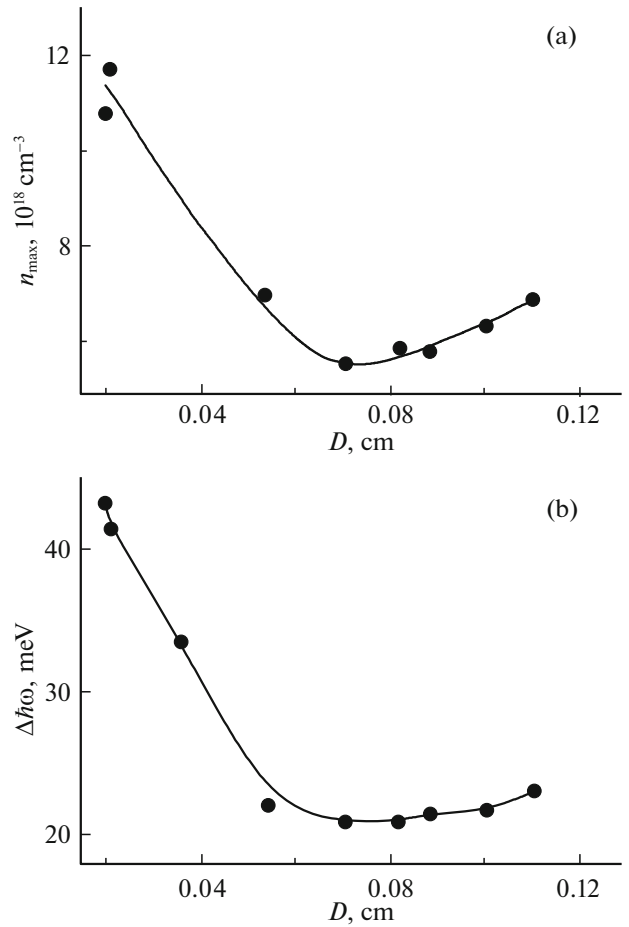 (a)
12
8
n_max, 10^18 cm^−3
0.04
0.08
0.12
D, cm
(b)
40
30
20
Δℏω, meV
0.04
0.08
0.12
D, cm